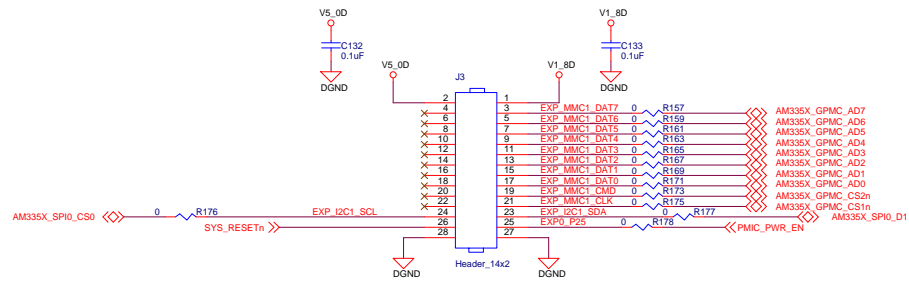 V5_0D
V1_8D
C132
0.1uF
C133
0.1uF
DGND
DGND
V5_0D
J3
V1_8D
2 1
4 3 EXP_MMC1_DAT7 0 R157 AM335X_GPMC_AD7
6 5 EXP_MMC1_DAT6 0 R159 AM335X_GPMC_AD6
8 7 EXP_MMC1_DAT5 0 R161 AM335X_GPMC_AD5
10 9 EXP_MMC1_DAT4 0 R163 AM335X_GPMC_AD4
12 11 EXP_MMC1_DAT3 0 R165 AM335X_GPMC_AD3
14 13 EXP_MMC1_DAT2 0 R167 AM335X_GPMC_AD2
16 15 EXP_MMC1_DAT1 0 R169 AM335X_GPMC_AD1
18 17 EXP_MMC1_DAT0 0 R171 AM335X_GPMC_AD0
20 19 EXP_MMC1_CMD 0 R173 AM335X_GPMC_CS2n
22 21 EXP_MMC1_CLK 0 R175 AM335X_GPMC_CS1n
AM335X_SPI0_CS0 0 R176 EXP_I2C1_SCL 24 23 EXP_I2C1_SDA 0 R177 AM335X_SPI0_D1
SYS_RESETn 26 25 EXP0_P25 0 R178 PMIC_PWR_EN
28 27
Header_14x2
DGND
DGND